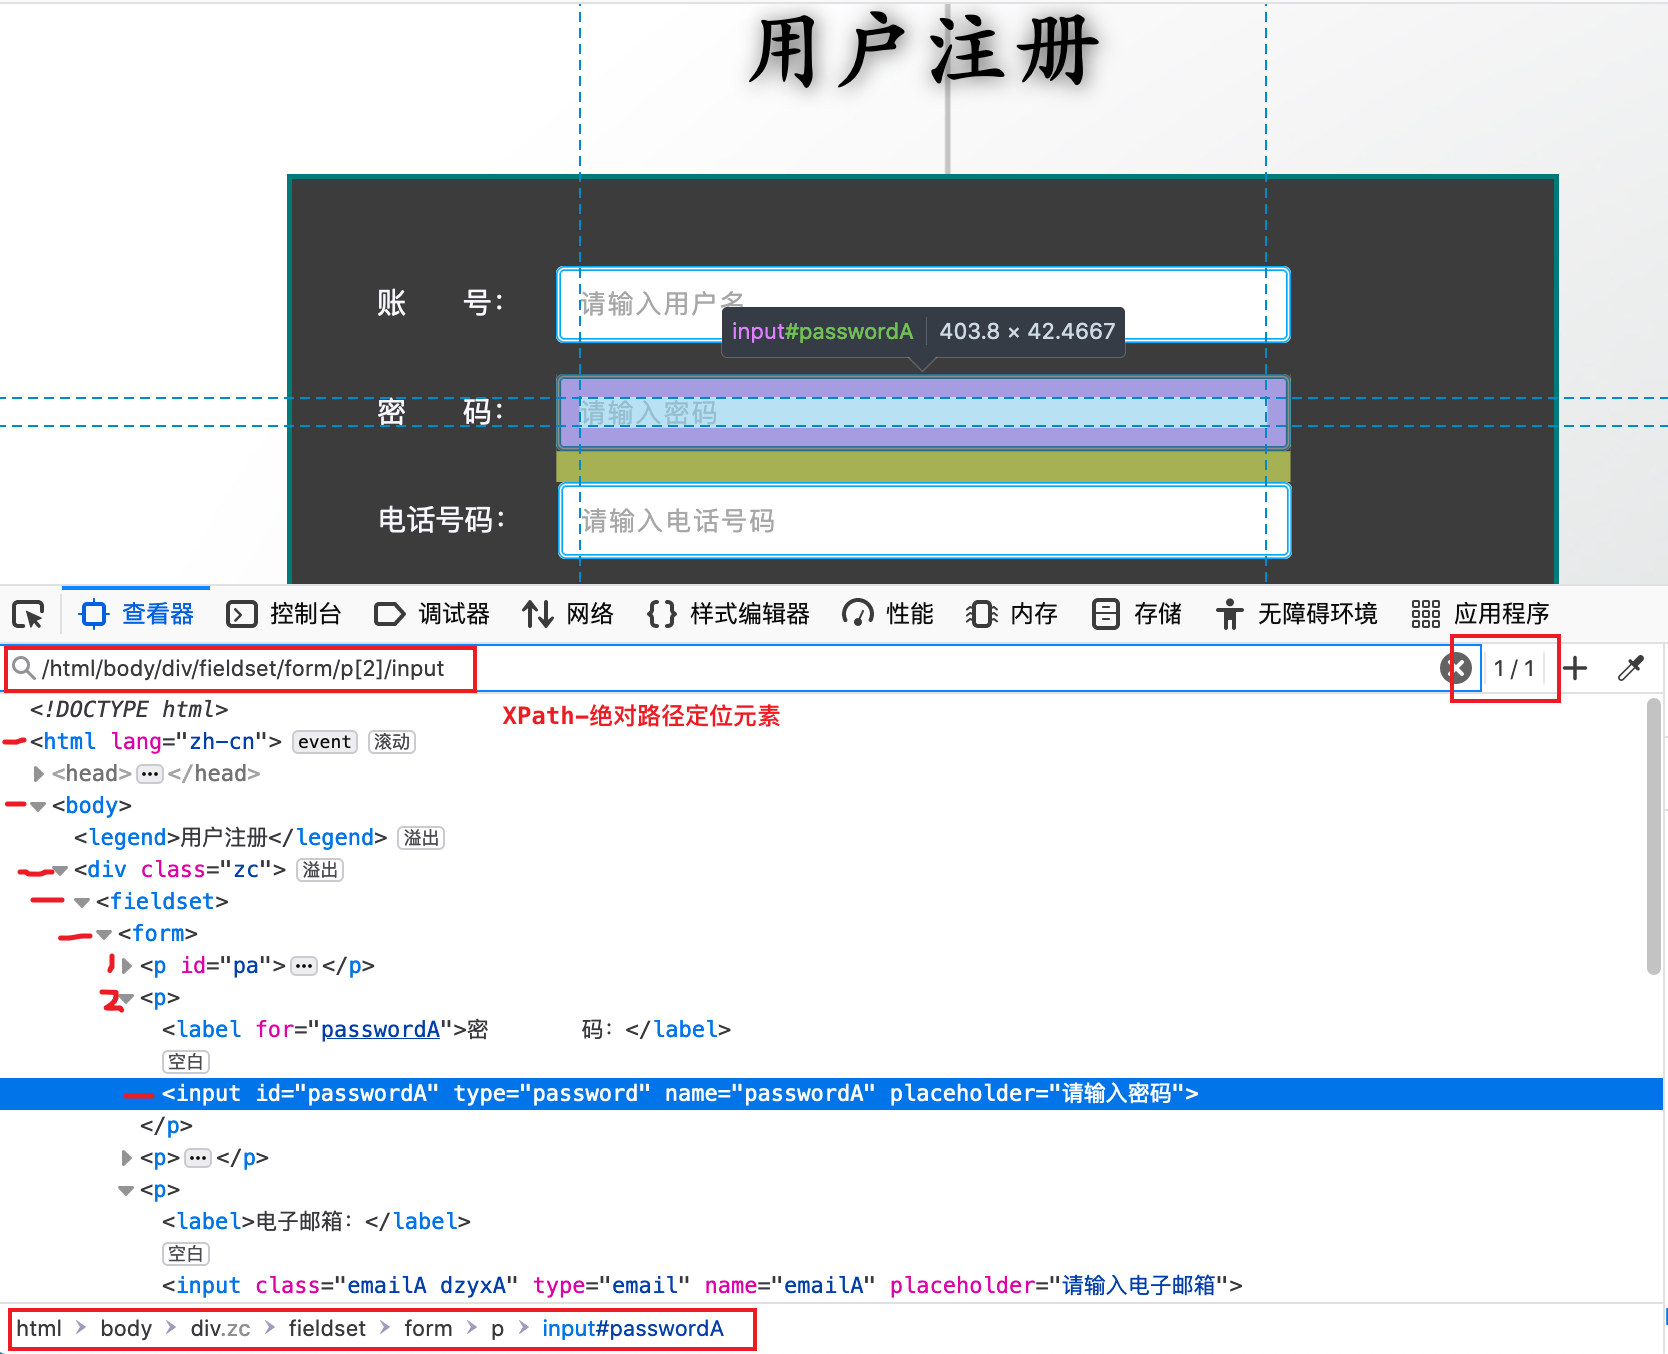 用户注册
账 号：
请输入用户名
input#passwordA 403.8 × 42.4667
密 码：
请输入密码
电话号码：
请输入电话号码
查看器 控制台 调试器 网络 样式编辑器 性能 内存 存储 无障碍环境 应用程序
/html/body/div/fieldset/form/p[2]/input 1 / 1
<!DOCTYPE html>
XPath-绝对路径定位元素
<html lang="zh-cn"> event 滚动
<head> ••• </head>
<body>
<legend>用户注册</legend> 溢出
<div class="zc"> 溢出
<fieldset>
<form>
1 <p id="pa"> ••• </p>
2 <p>
<label for="passwordA">密 码：</label>
空白
<input id="passwordA" type="password" name="passwordA" placeholder="请输入密码">
</p>
<p> ••• </p>
<p>
<label>电子邮箱：</label>
空白
<input class="emailA dzyxA" type="email" name="emailA" placeholder="请输入电子邮箱">
html > body > div.zc > fieldset > form > p > input#passwordA